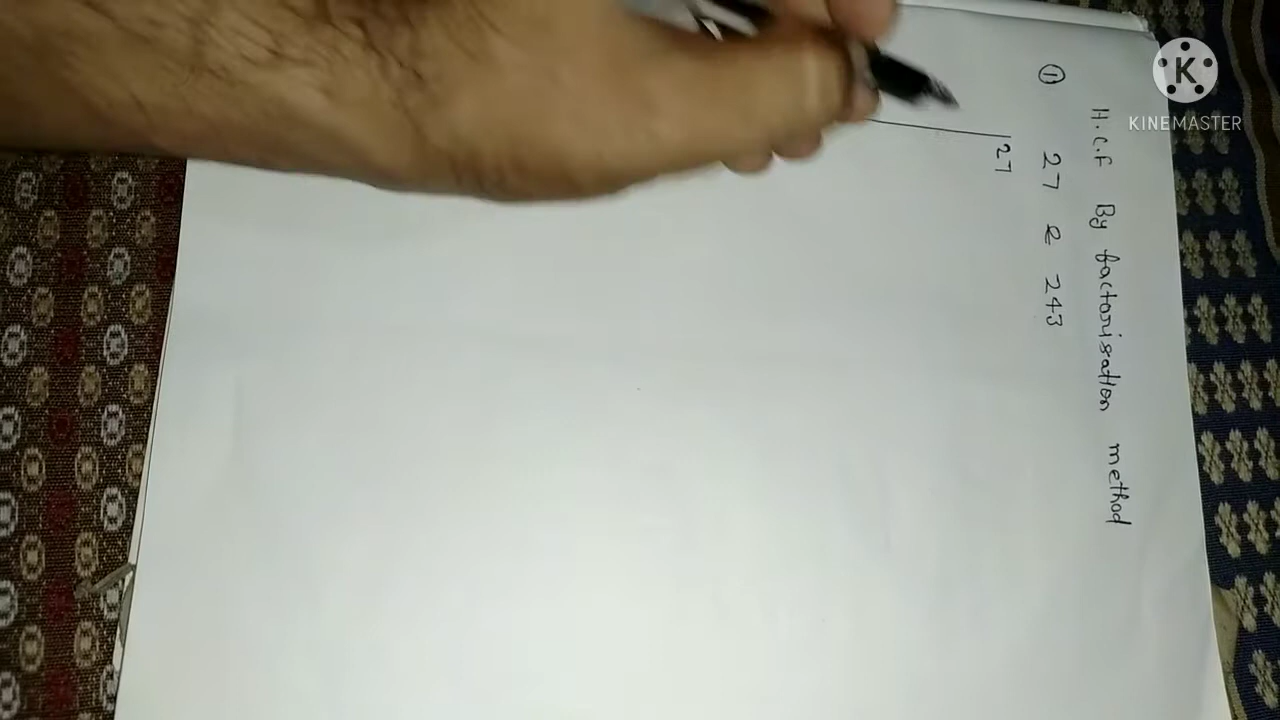 H.C.F By factorisation method
① 27 & 243
27
K
KINEMASTER